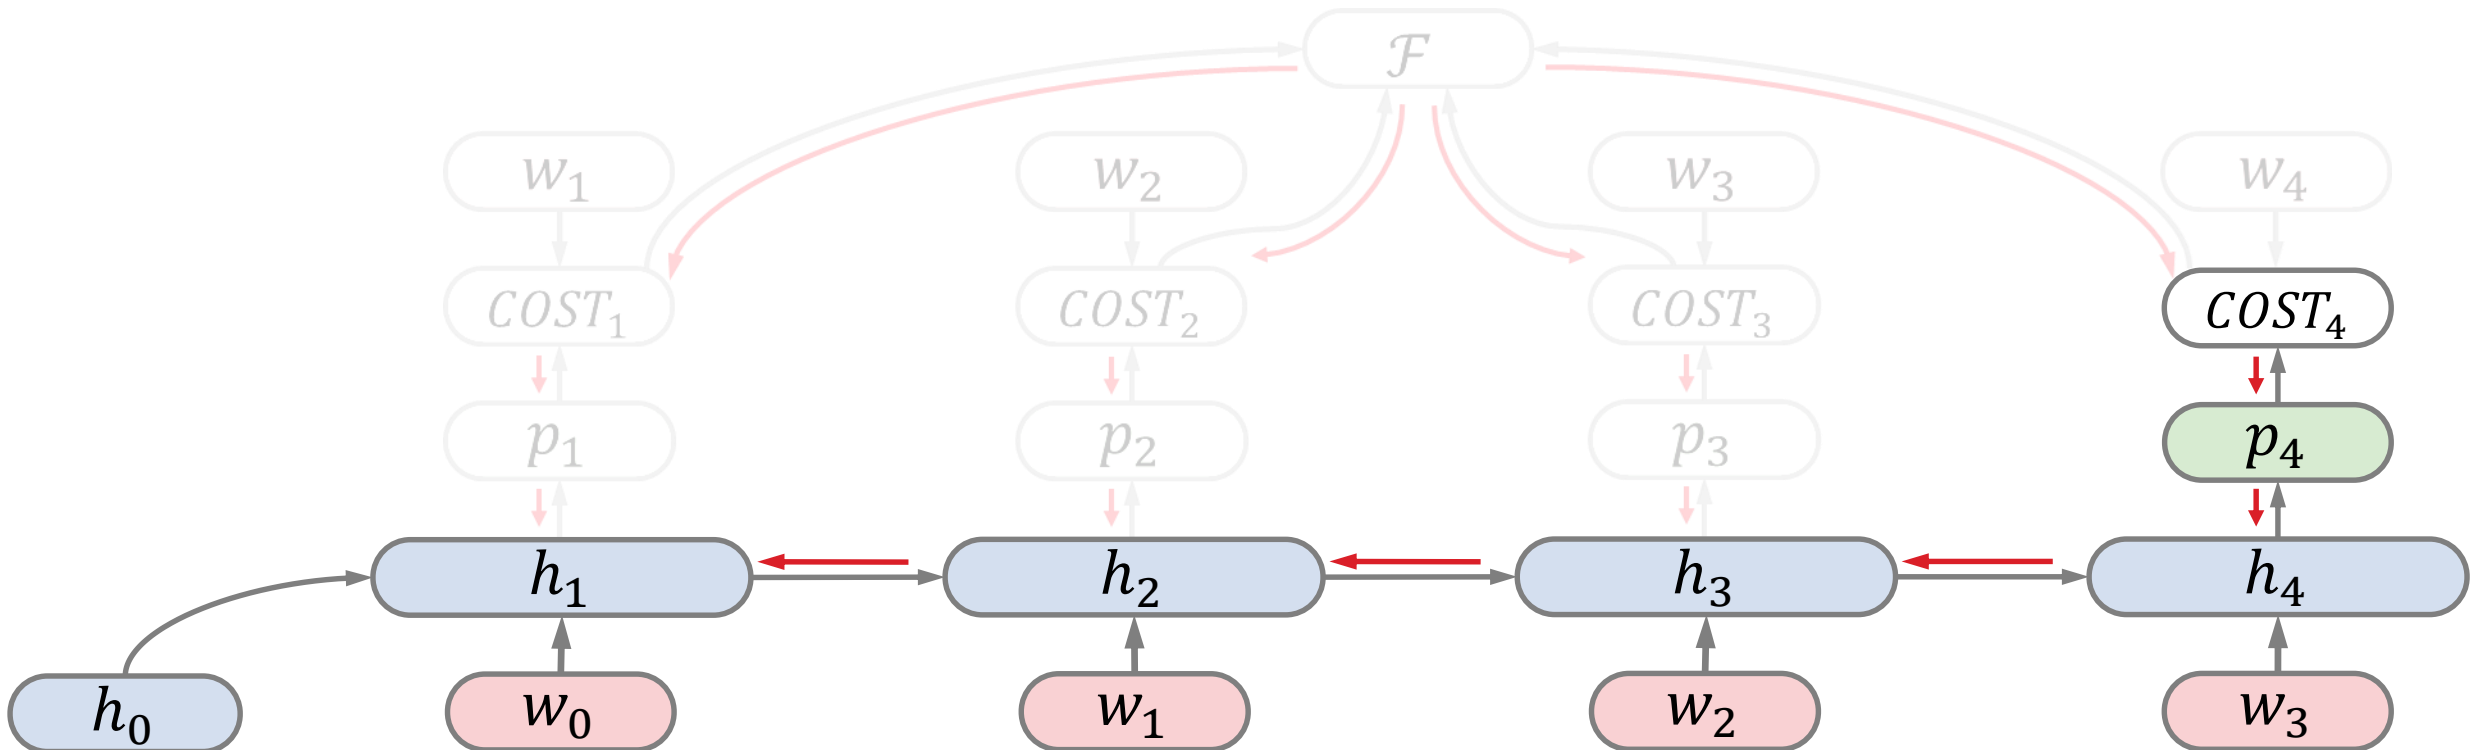 ℱ
w₁ w₂ w₃ w₄
COST₁ COST₂ COST₃ COST₄
p₁ p₂ p₃ p₄
h₁ h₂ h₃ h₄
h₀ w₀ w₁ w₂ w₃